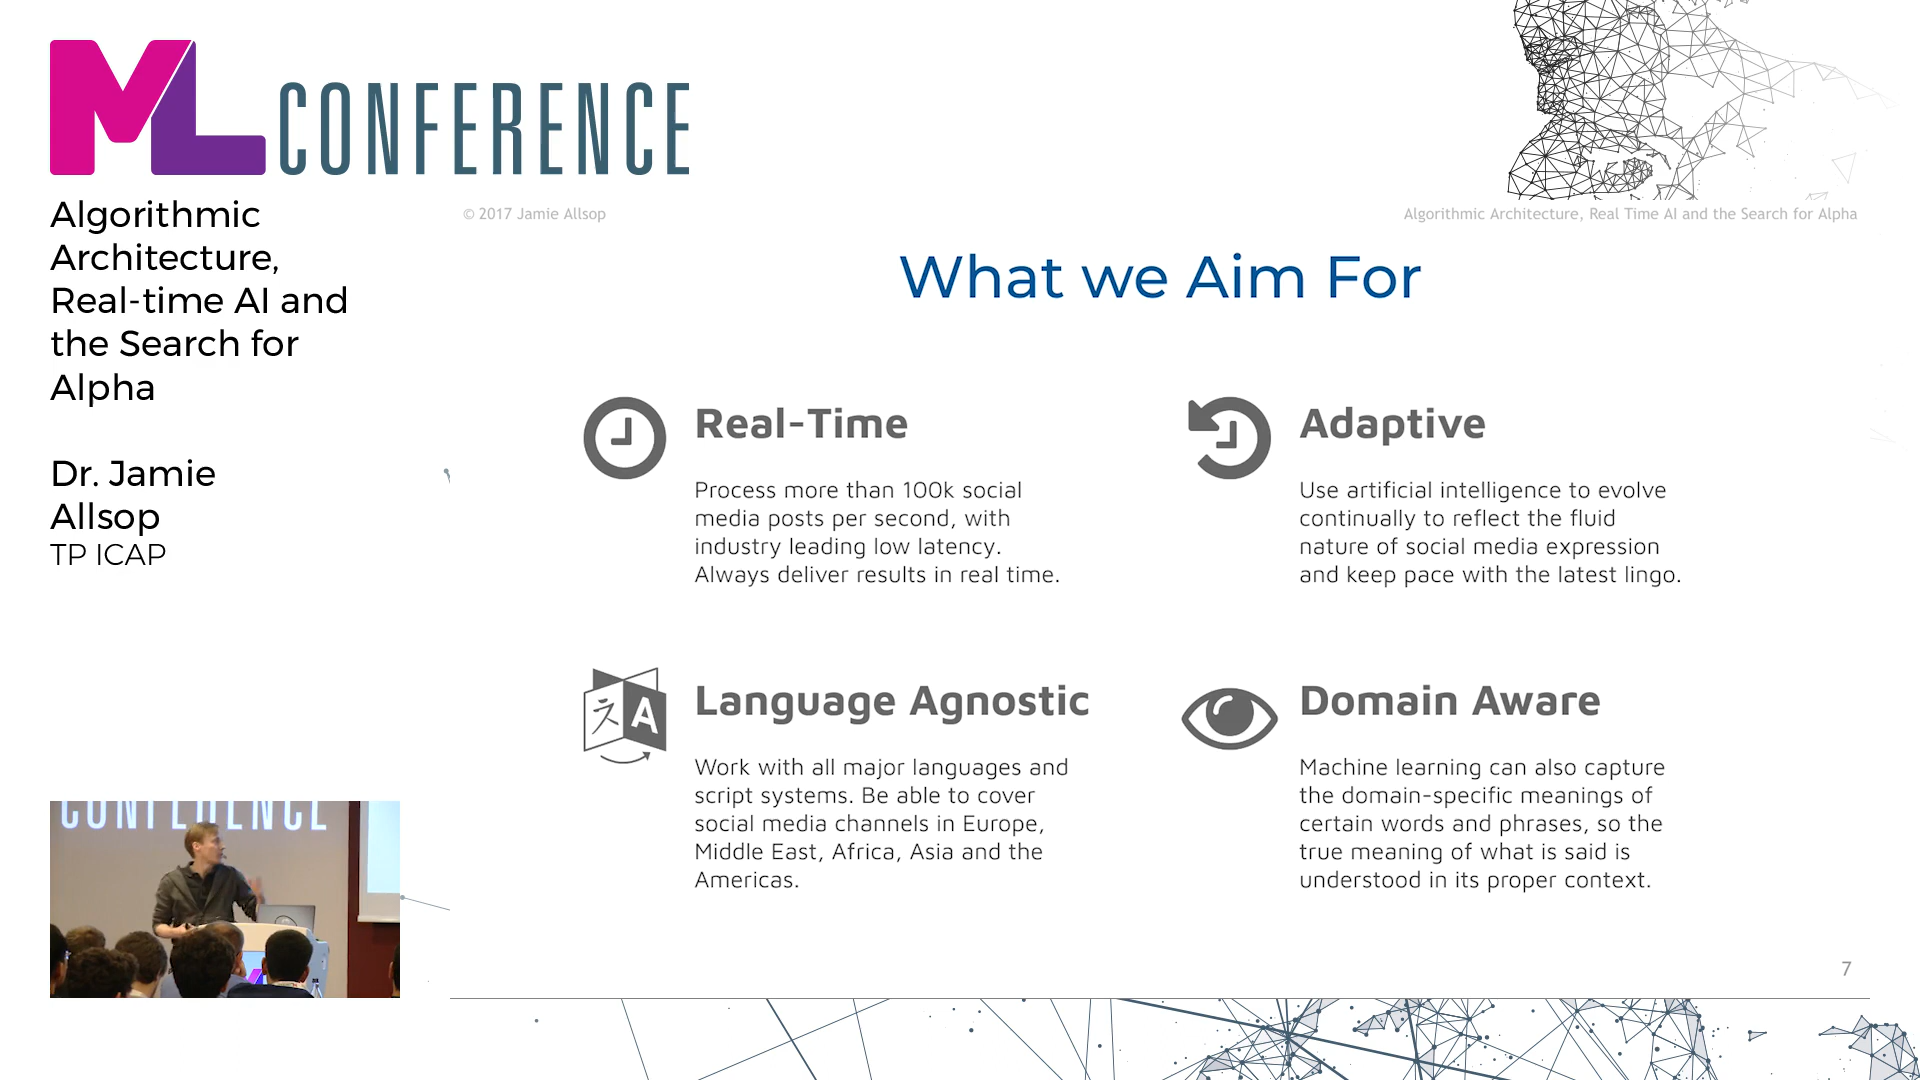 ML CONFERENCE
Algorithmic
Architecture,
Real-time AI and
the Search for
Alpha
Dr. Jamie
Allsop
TP ICAP
© 2017 Jamie Allsop
Algorithmic Architecture, Real Time AI and the Search for Alpha
What we Aim For
Real-Time
Process more than 100k social
media posts per second, with
industry leading low latency.
Always deliver results in real time.
Adaptive
Use artificial intelligence to evolve
continually to reflect the fluid
nature of social media expression
and keep pace with the latest lingo.
Language Agnostic
Work with all major languages and
script systems. Be able to cover
social media channels in Europe,
Middle East, Africa, Asia and the
Americas.
Domain Aware
Machine learning can also capture
the domain-specific meanings of
certain words and phrases, so the
true meaning of what is said is
understood in its proper context.
7
CONFERENCE